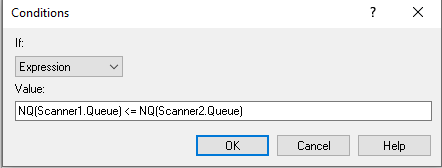 Conditions
If:
Expression
Value:
NQ(Scanner1.Queue) <= NQ(Scanner2.Queue)
OK Cancel Help